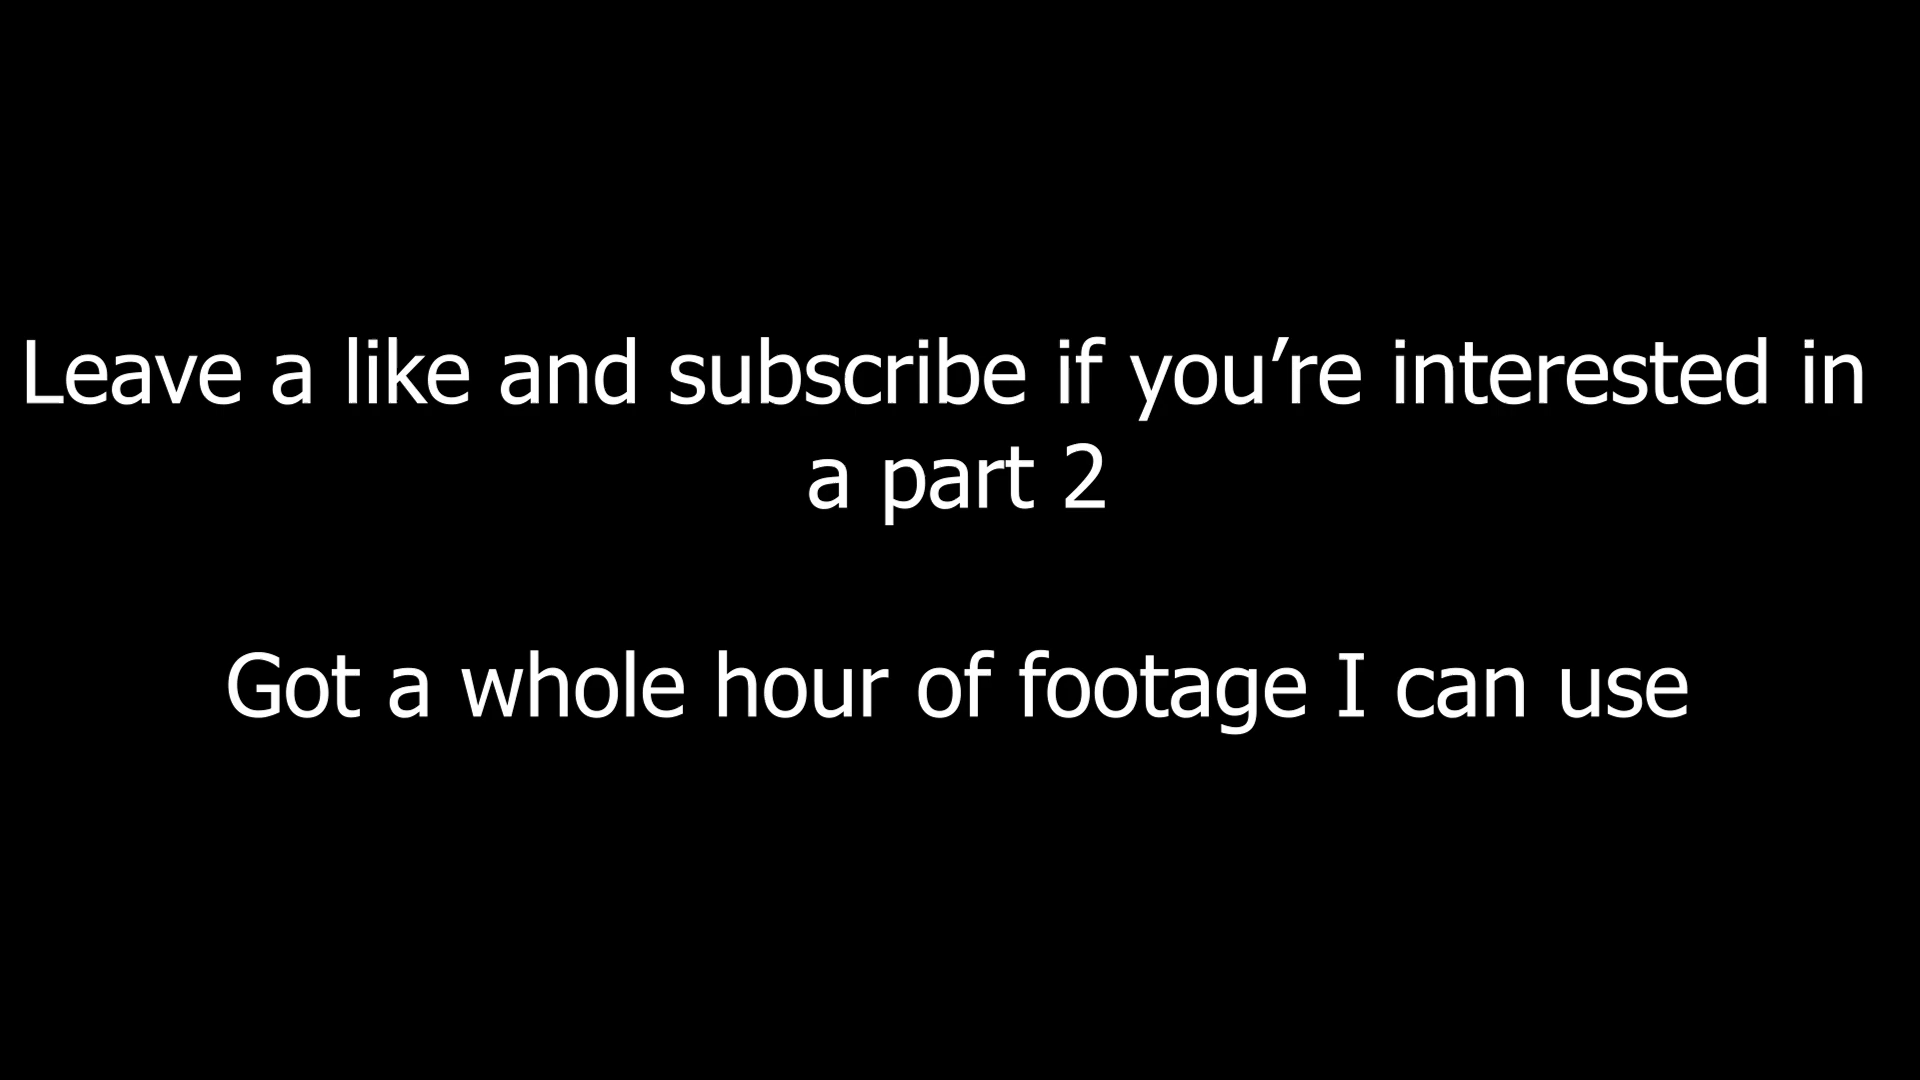 Leave a like and subscribe if you’re interested in
a part 2
Got a whole hour of footage I can use